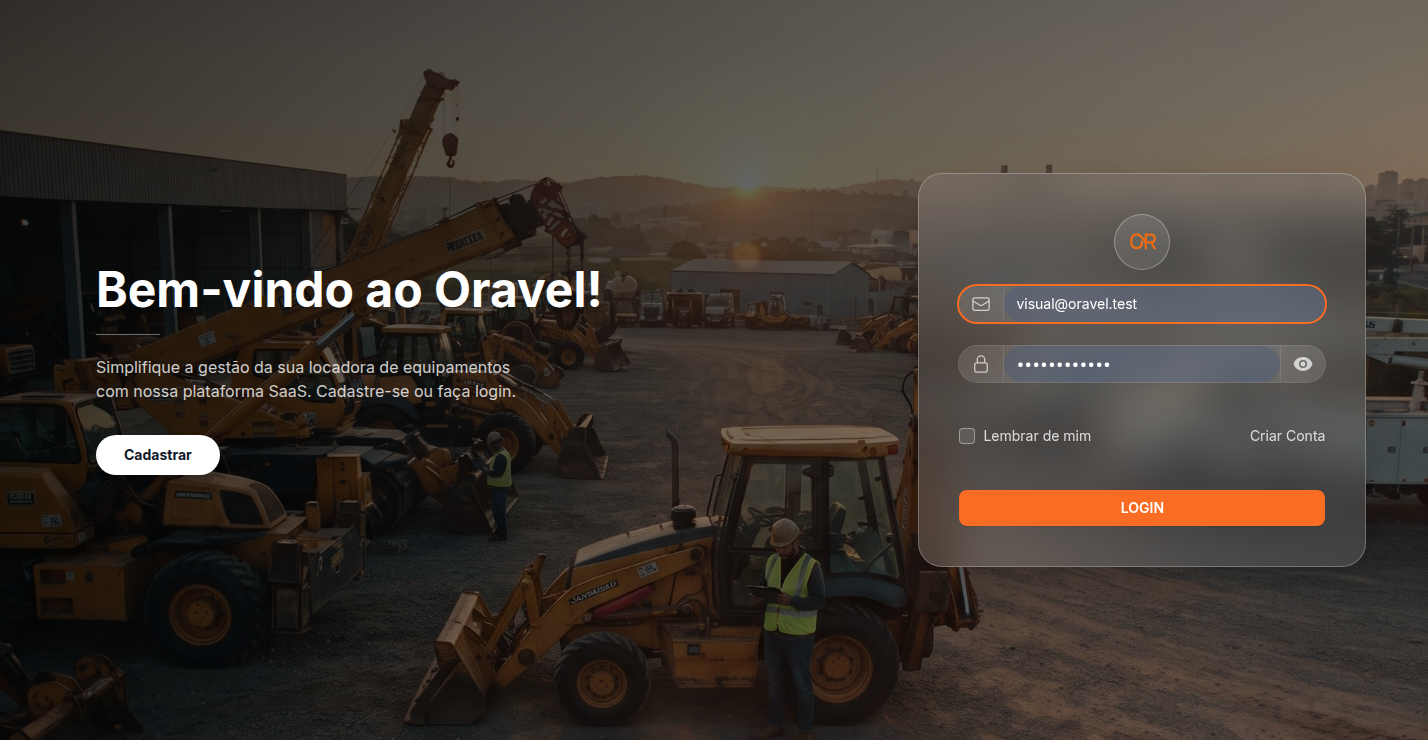 Bem-vindo ao Oravel!
Simplifique a gestão da sua locadora de equipamentos
com nossa plataforma SaaS. Cadastre-se ou faça login.
Cadastrar
OR
visual@oravel.test
••••••••••••
Lembrar de mim
Criar Conta
LOGIN